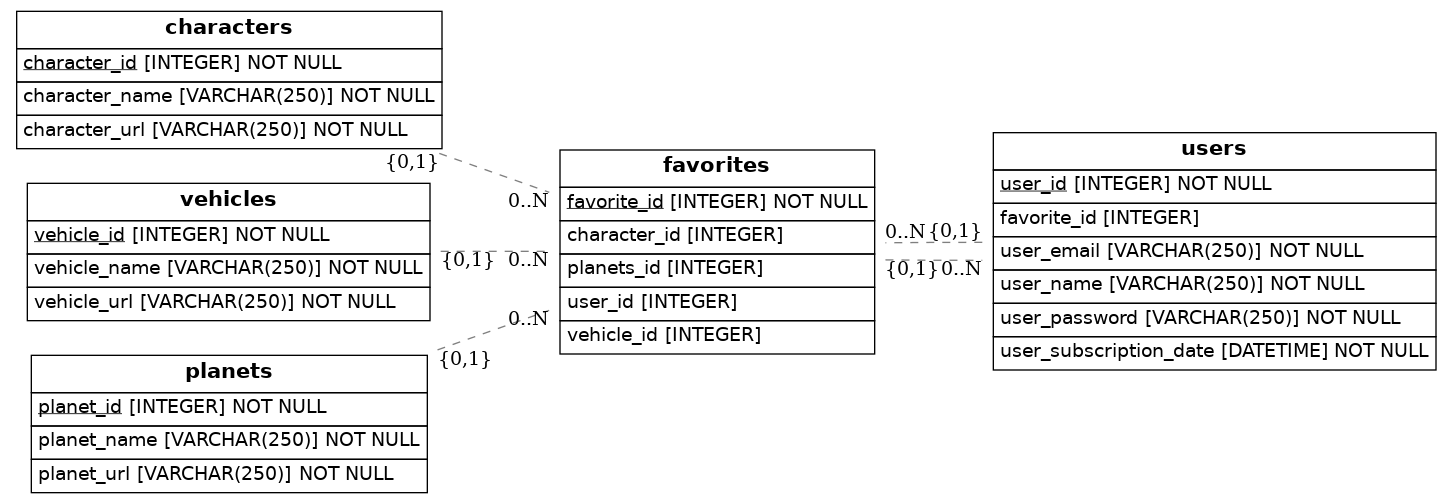 characters
character_id [INTEGER] NOT NULL
character_name [VARCHAR(250)] NOT NULL
character_url [VARCHAR(250)] NOT NULL
{0,1}
0..N
vehicles
vehicle_id [INTEGER] NOT NULL
vehicle_name [VARCHAR(250)] NOT NULL
vehicle_url [VARCHAR(250)] NOT NULL
{0,1} 0..N
planets
planet_id [INTEGER] NOT NULL
planet_name [VARCHAR(250)] NOT NULL
planet_url [VARCHAR(250)] NOT NULL
0..N
{0,1}
favorites
favorite_id [INTEGER] NOT NULL
character_id [INTEGER]
planets_id [INTEGER]
user_id [INTEGER]
vehicle_id [INTEGER]
0..N {0,1}
{0,1} 0..N
users
user_id [INTEGER] NOT NULL
favorite_id [INTEGER]
user_email [VARCHAR(250)] NOT NULL
user_name [VARCHAR(250)] NOT NULL
user_password [VARCHAR(250)] NOT NULL
user_subscription_date [DATETIME] NOT NULL